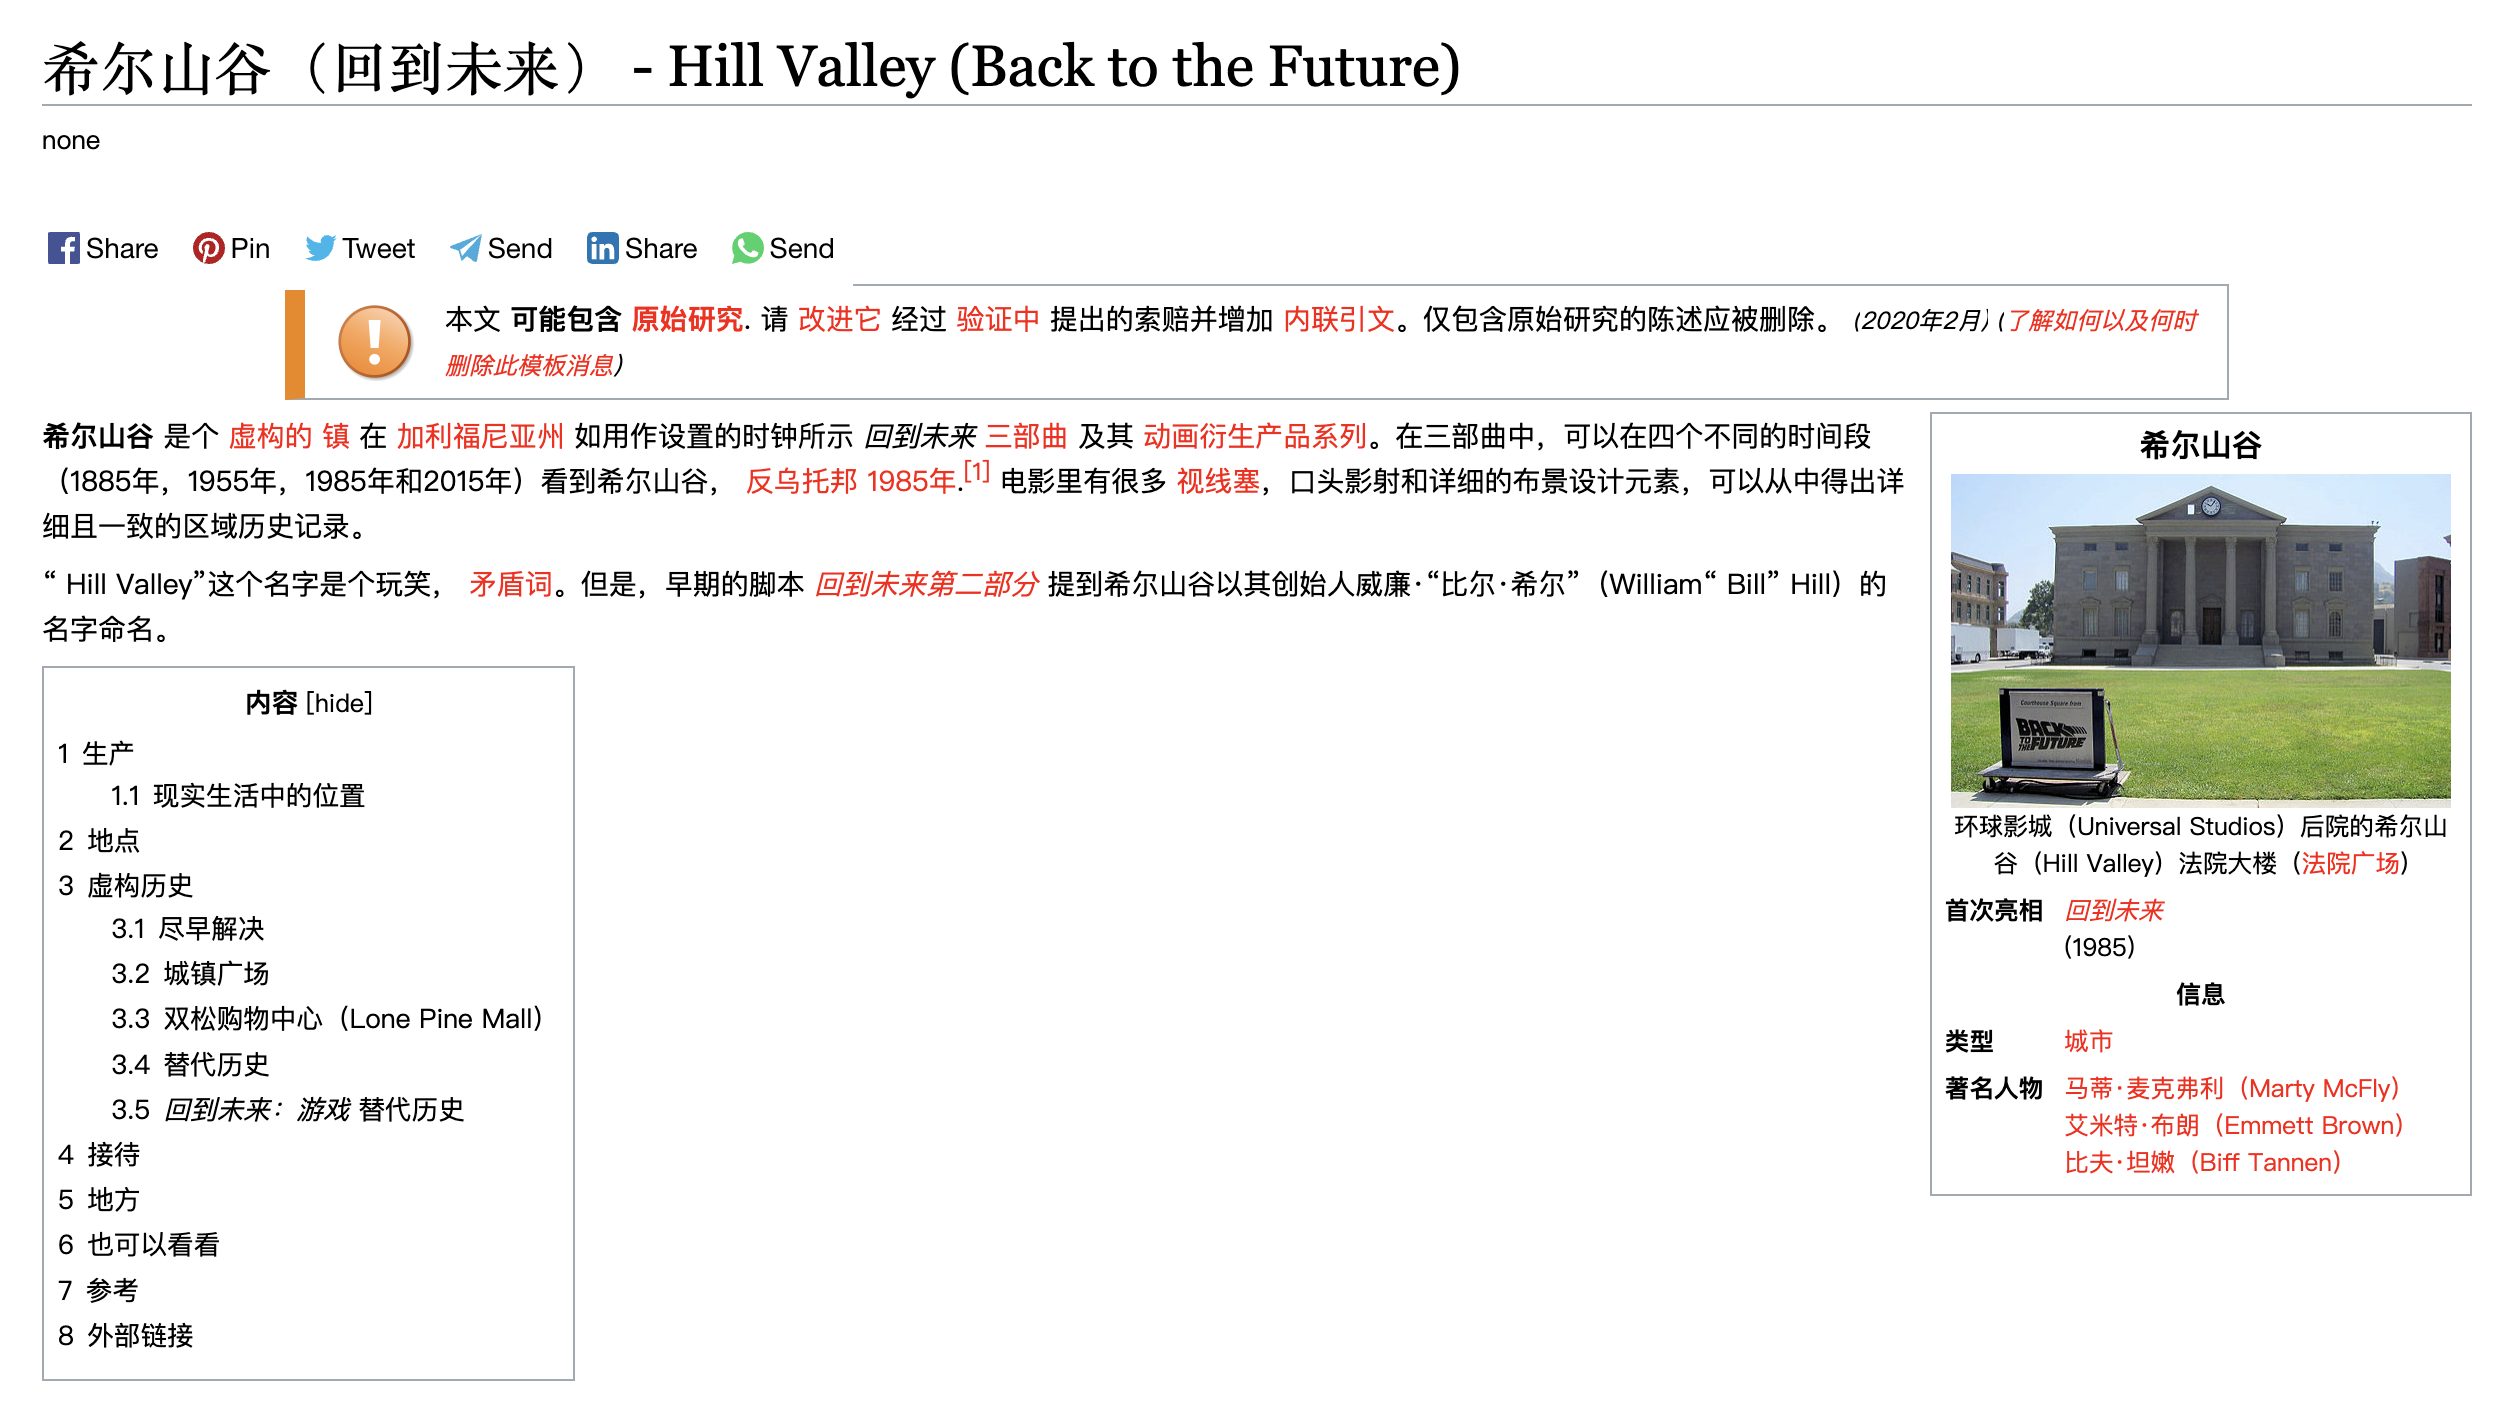 希尔山谷（回到未来） - Hill Valley (Back to the Future)
none
Share Pin Tweet Send Share Send
本文 可能包含 原始研究. 请 改进它 经过 验证中 提出的索赔并增加 内联引文。仅包含原始研究的陈述应被删除。 (2020年2月) (了解如何以及何时
删除此模板消息)
希尔山谷 是个 虚构的 镇 在 加利福尼亚州 如用作设置的时钟所示 回到未来 三部曲 及其 动画衍生产品系列。在三部曲中，可以在四个不同的时间段
（1885年，1955年，1985年和2015年）看到希尔山谷， 反乌托邦 1985年.[1] 电影里有很多 视线塞，口头影射和详细的布景设计元素，可以从中得出详
细且一致的区域历史记录。
“ Hill Valley”这个名字是个玩笑， 矛盾词。但是，早期的脚本 回到未来第二部分 提到希尔山谷以其创始人威廉·“比尔·希尔”（William“ Bill” Hill）的
名字命名。
内容 [hide]
1 生产
1.1 现实生活中的位置
2 地点
3 虚构历史
3.1 尽早解决
3.2 城镇广场
3.3 双松购物中心（Lone Pine Mall）
3.4 替代历史
3.5 回到未来：游戏 替代历史
4 接待
5 地方
6 也可以看看
7 参考
8 外部链接
希尔山谷
Courthouse Square from
BACK
TO THE FUTURE
环球影城（Universal Studios）后院的希尔山
谷（Hill Valley）法院大楼（法院广场）
首次亮相 回到未来
(1985)
信息
类型 城市
著名人物 马蒂·麦克弗利（Marty McFly）
艾米特·布朗（Emmett Brown）
比夫·坦嫩（Biff Tannen）